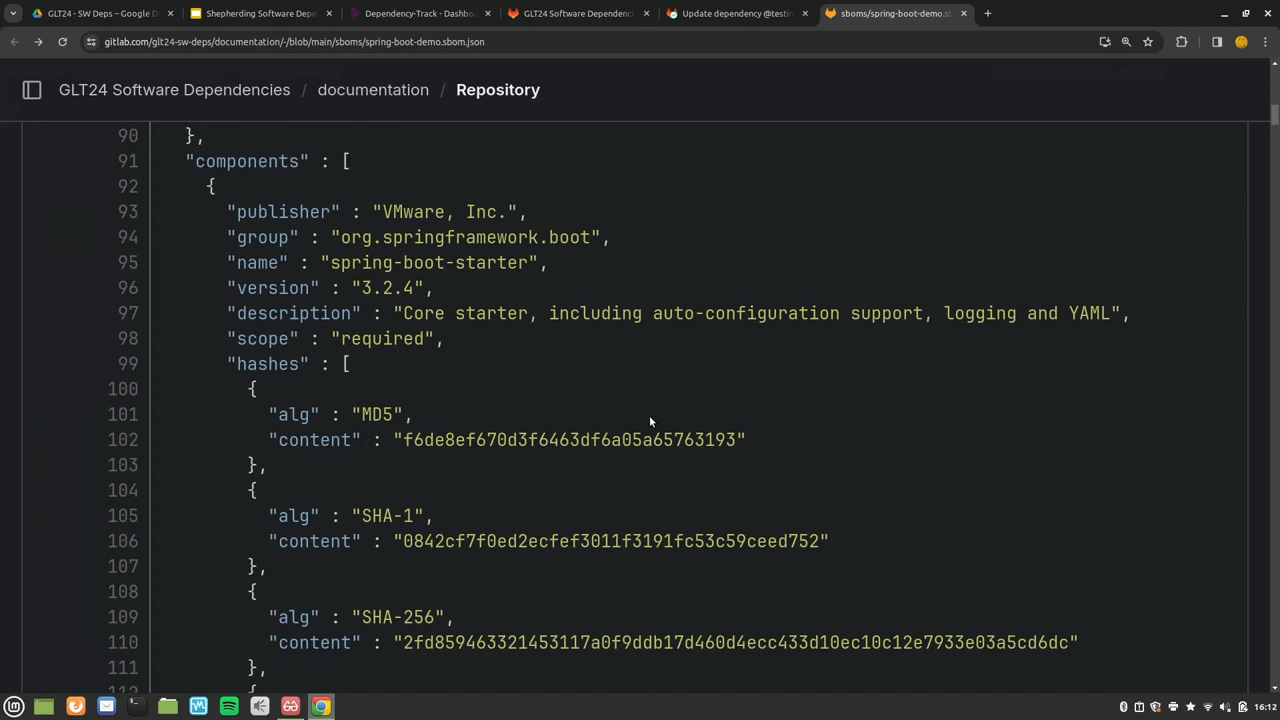 GLT24 - SW Deps – Google D
Shepherding Software Depe
Dependency-Track - Dashbo
GLT24 Software Dependenc
Update dependency @testin
sboms/spring-boot-demo.sb
gitlab.com/glt24-sw-deps/documentation/-/blob/main/sboms/spring-boot-demo.sbom.json
GLT24 Software Dependencies / documentation / Repository
90 },
91 "components" : [
92 {
93 "publisher" : "VMware, Inc.",
94 "group" : "org.springframework.boot",
95 "name" : "spring-boot-starter",
96 "version" : "3.2.4",
97 "description" : "Core starter, including auto-configuration support, logging and YAML",
98 "scope" : "required",
99 "hashes" : [
100 {
101 "alg" : "MD5",
102 "content" : "f6de8ef670d3f6463df6a05a65763193"
103 },
104 {
105 "alg" : "SHA-1",
106 "content" : "0842cf7f0ed2ecfef3011f3191fc53c59ceed752"
107 },
108 {
109 "alg" : "SHA-256",
110 "content" : "2fd859463321453117a0f9ddb17d460d4ecc433d10ec10c12e7933e03a5cd6dc"
111 },
112 {
16:12